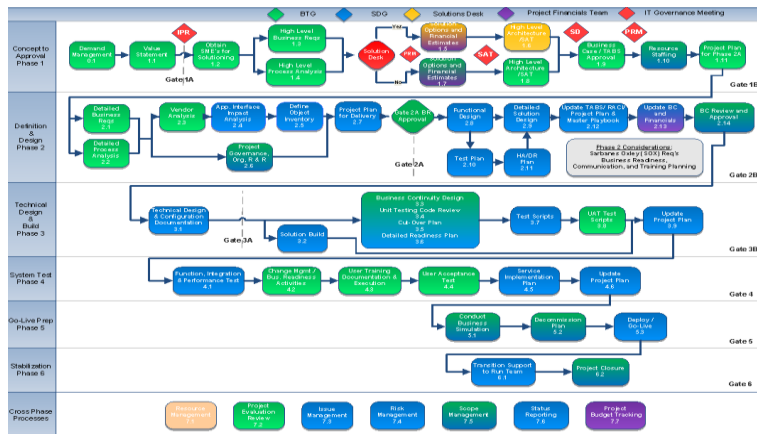 BTG
SDG
Solutions Desk
Project Financials Team
IT Governance Meeting
Concept to
Approval
Phase 1
Demand
Management
0.1
Value
Statement
1.1
IPR
Obtain
SME's for
Solutioning
1.2
Gate 1A
High Level
Business Reqs
1.3
High Level
Process Analysis
1.4
Solution
Desk
Yes
No
Options and
Financial
Estimates
Solution
Options and
Financial
Estimates
1.7
PRB
SAT
High Level
Architecture
/SAT
1.6
High Level
Architecture
/SAT
1.8
SD
Business
Case / TABS
Approval
1.9
PRM
Resource
Staffing
1.10
Project Plan
for Phase 2A
1.11
Gate 1B
Definition
&
Design
Phase 2
Detailed
Business
Reqs
2.1
Detailed
Process Analysis
2.2
Vendor
Analysis
2.3
App. Interface
Impact
Analysis
2.4
Define
Object
Inventory
2.5
Project
Governance,
Org, R & R
2.6
Project Plan
for Delivery
2.7
Gate 2A BR
Approval
Gate 2A
Functional
Design
2.8
Detailed
Solution
Design
2.9
Test Plan
2.10
HA/DR
Plan
2.11
Update TABS/ RACI/
Project Plan &
Master Playbook
2.12
Update BC
and
Financials
2.13
BC Review and
Approval
2.14
Phase 2 Considerations:
Sarbanes Oxley (SOX) Req's
Business Readiness,
Communication, and Training Planning
Gate 2B
Technical
Design
&
Build
Phase 3
Technical Design
& Configuration
Documentation
3.1
Gate 3A
Solution Build
3.2
Business Continuity Design
3.3
Unit Testing Code Review
3.4
Cut-Over Plan
3.5
Detailed Readiness Plan
3.6
Test Scripts
3.7
UAT Test
Scripts
3.8
Update
Project Plan
3.9
Gate 3B
System Test
Phase 4
Function, Integration
& Performance Test
4.1
Change Mgmt /
Bus. Readiness
Activities
4.2
User Training
Documentation &
Execution
4.3
User Acceptance
Test
4.4
Service
Implementation
Plan
4.5
Update
Project Plan
4.6
Gate 4
Go-Live Prep
Phase 5
Conduct
Business
Simulation
5.1
Decommission
Plan
5.2
Deploy /
Go-Live
5.3
Gate 5
Stabilization
Phase 6
Transition Support
to Run Team
6.1
Project Closure
6.2
Gate 6
Cross Phase
Processes
Resource
Management
7.1
Project
Evaluation
Review
7.2
Issue
Management
7.3
Risk
Management
7.4
Scope
Management
7.5
Status
Reporting
7.6
Project
Budget Tracking
7.7